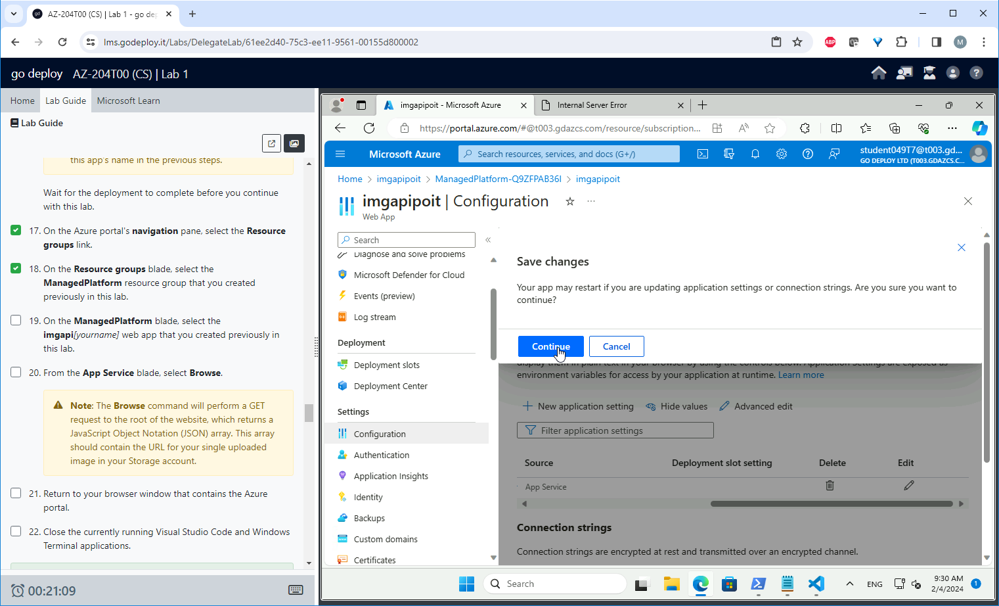 AZ-204T00 (CS) | Lab 1 - go de
lms.godeploy.it/Labs/DelegateLab/61ee2d40-75c3-ee11-9561-00155d800002
ABP
M
go deploy AZ-204T00 (CS) | Lab 1
Home Lab Guide Microsoft Learn
Lab Guide
this app's name in the previous steps.
Wait for the deployment to complete before you continue
with this lab.
17. On the Azure portal's navigation pane, select the Resource
groups link.
18. On the Resource groups blade, select the
ManagedPlatform resource group that you created
previously in this lab.
19. On the ManagedPlatform blade, select the
imgapi[yourname] web app that you created previously in
this lab.
20. From the App Service blade, select Browse.
Note: The Browse command will perform a GET
request to the root of the website, which returns a
JavaScript Object Notation (JSON) array. This array
should contain the URL for your single uploaded
image in your Storage account.
21. Return to your browser window that contains the Azure
portal.
22. Close the currently running Visual Studio Code and Windows
Terminal applications.
00:21:09
imgapipoit - Microsoft Azure
Internal Server Error
https://portal.azure.com/#@t003.gdazcs.com/resource/subscription...
Microsoft Azure
Search resources, services, and docs (G+/)
student049T7@t003.gd...
GO DEPLOY LTD (T003.GDAZCS.C...
Home > imgapipoit > ManagedPlatform-Q9ZFPAB36I > imgapipoit
imgapipoit | Configuration
Web App
Search
Diagnose and solve problems
Microsoft Defender for Cloud
Events (preview)
Log stream
Deployment
Deployment slots
Deployment Center
Settings
Configuration
Authentication
Application Insights
Identity
Backups
Custom domains
Certificates
Save changes
Your app may restart if you are updating application settings or connection strings. Are you sure you want to
continue?
Continue Cancel
display them in plain text in your browser by using the controls below. Application Settings are exposed as
environment variables for access by your application at runtime. Learn more
New application setting Hide values Advanced edit
Filter application settings
Source Deployment slot setting Delete Edit
App Service
Connection strings
Connection strings are encrypted at rest and transmitted over an encrypted channel.
Search
ENG
9:30 AM
2/4/2024
1